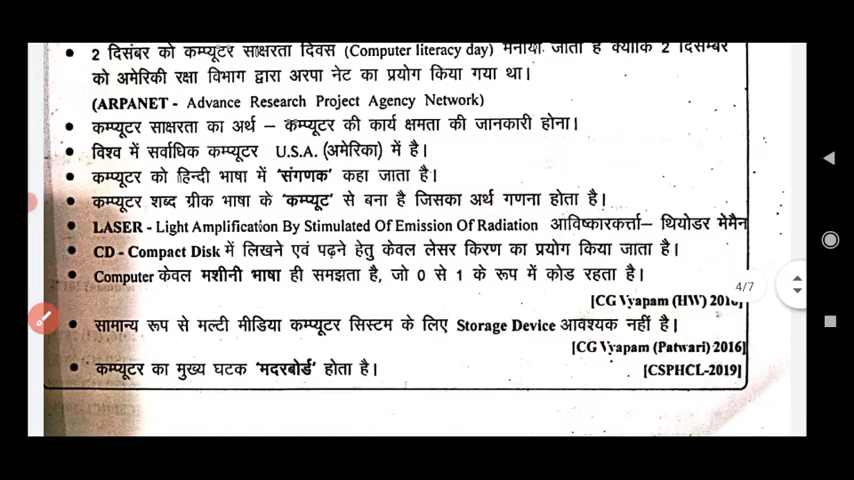 2 दिसंबर को कम्प्यूटर साक्षरता दिवस (Computer literacy day) मनाया जाता है क्योंकि 2 दिसम्बर
को अमेरिकी रक्षा विभाग द्वारा अरपा नेट का प्रयोग किया गया था।
(ARPANET - Advance Research Project Agency Network)
• कम्प्यूटर साक्षरता का अर्थ – कम्प्यूटर की कार्य क्षमता की जानकारी होना।
• विश्व में सर्वाधिक कम्प्यूटर U.S.A. (अमेरिका) में है।
• कम्प्यूटर को हिन्दी भाषा में 'संगणक' कहा जाता है।
• कम्प्यूटर शब्द ग्रीक भाषा के 'कम्प्यूट' से बना है जिसका अर्थ गणना होता है।
• LASER - Light Amplification By Stimulated Of Emission Of Radiation आविष्कारकर्त्ता– थियोडर मेमैन
• CD - Compact Disk में लिखने एवं पढ़ने हेतु केवल लेसर किरण का प्रयोग किया जाता है।
• Computer केवल मशीनी भाषा ही समझता है, जो 0 से 1 के रूप में कोड रहता है।
4/7
[CG Vyapam (HW) 2016]
• सामान्य रूप से मल्टी मीडिया कम्प्यूटर सिस्टम के लिए Storage Device आवश्यक नहीं है।
[CG Vyapam (Patwari) 2016]
• कम्प्यूटर का मुख्य घटक 'मदरबोर्ड' होता है।
[CSPHCL-2019]